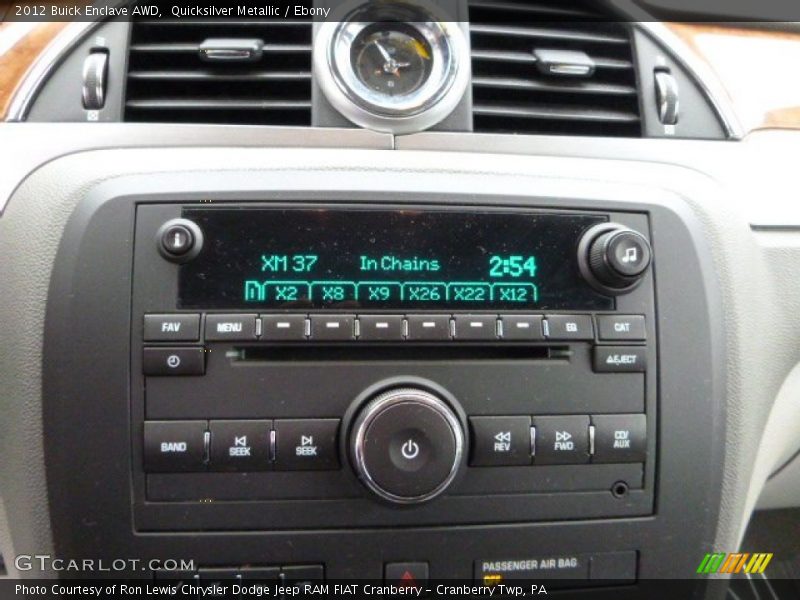 2012 Buick Enclave AWD, Quicksilver Metallic / Ebony
XM 37 In Chains 2:54
X2 X8 X9 X26 X22 X12
FAV MENU EQ CAT
EJECT
BAND SEEK SEEK REV FWD CD/AUX
PASSENGER AIR BAG
OFF
GTCARLOT.COM
Photo Courtesy of Ron Lewis Chrysler Dodge Jeep RAM FIAT Cranberry - Cranberry Twp, PA